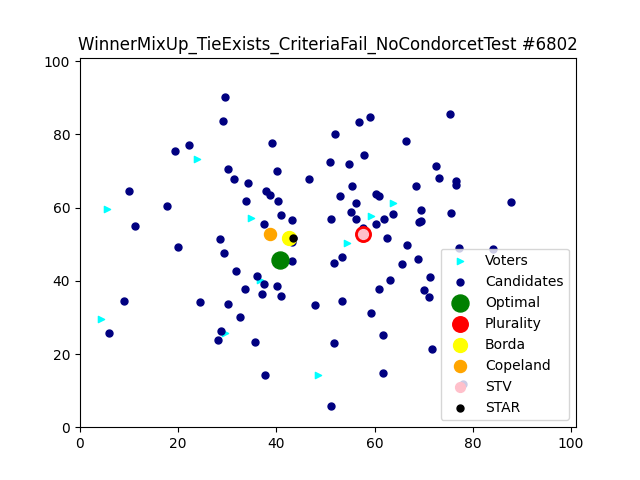 WinnerMixUp_TieExists_CriteriaFail_NoCondorcetTest #6802
100
80
60
40
20
0
0
20
40
60
80
100
Voters
Candidates
Optimal
Plurality
Borda
Copeland
STV
STAR